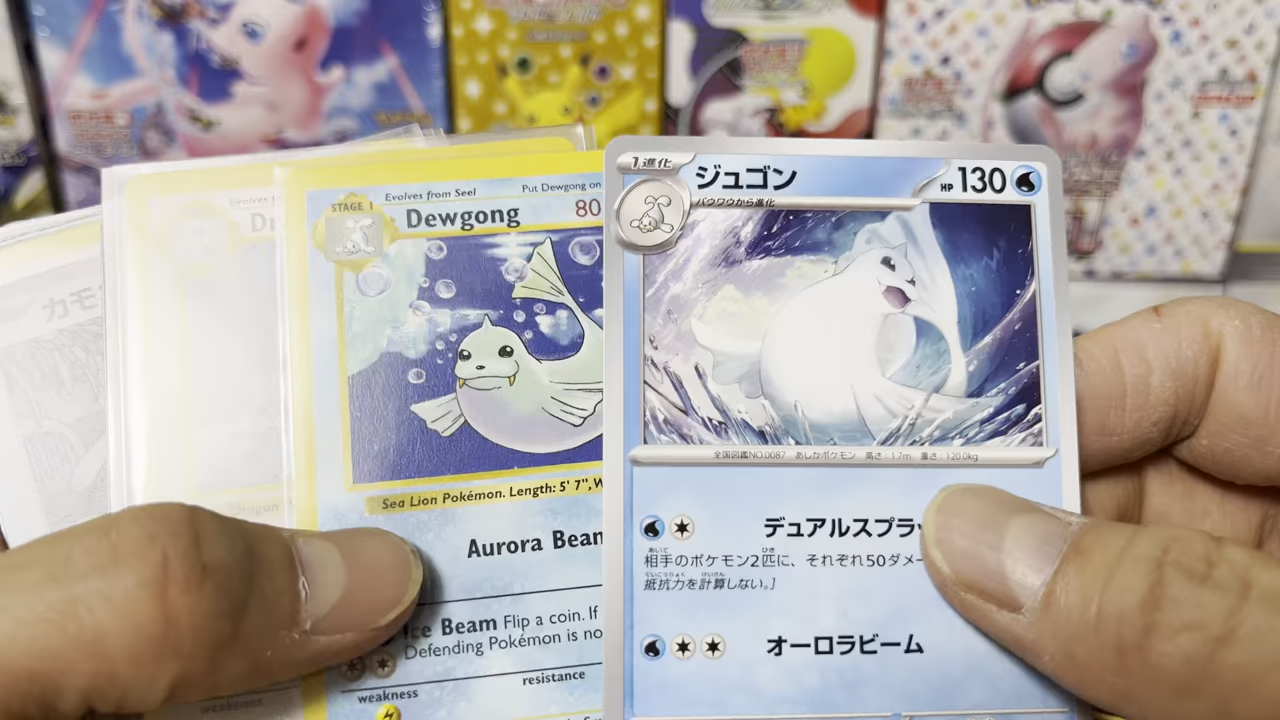 Evolves from Seel
Put Dewgong on
STAGE 1
Dewgong
80
Sea Lion Pokémon. Length: 5' 7", W
Aurora Bean
Ice Beam Flip a coin. If
Defending Pokémon is no
weakness
resistance
1進化
ジュゴン
HP 130
パウワウから進化
全国図鑑NO.0087 あしかポケモン 高さ:1.7m 重さ:120.0kg
デュアルスプラッ
相手のポケモン2匹に、それぞれ50ダメー
抵抗力を計算しない。]
オーロラビーム
カモ
Evolves
weakness